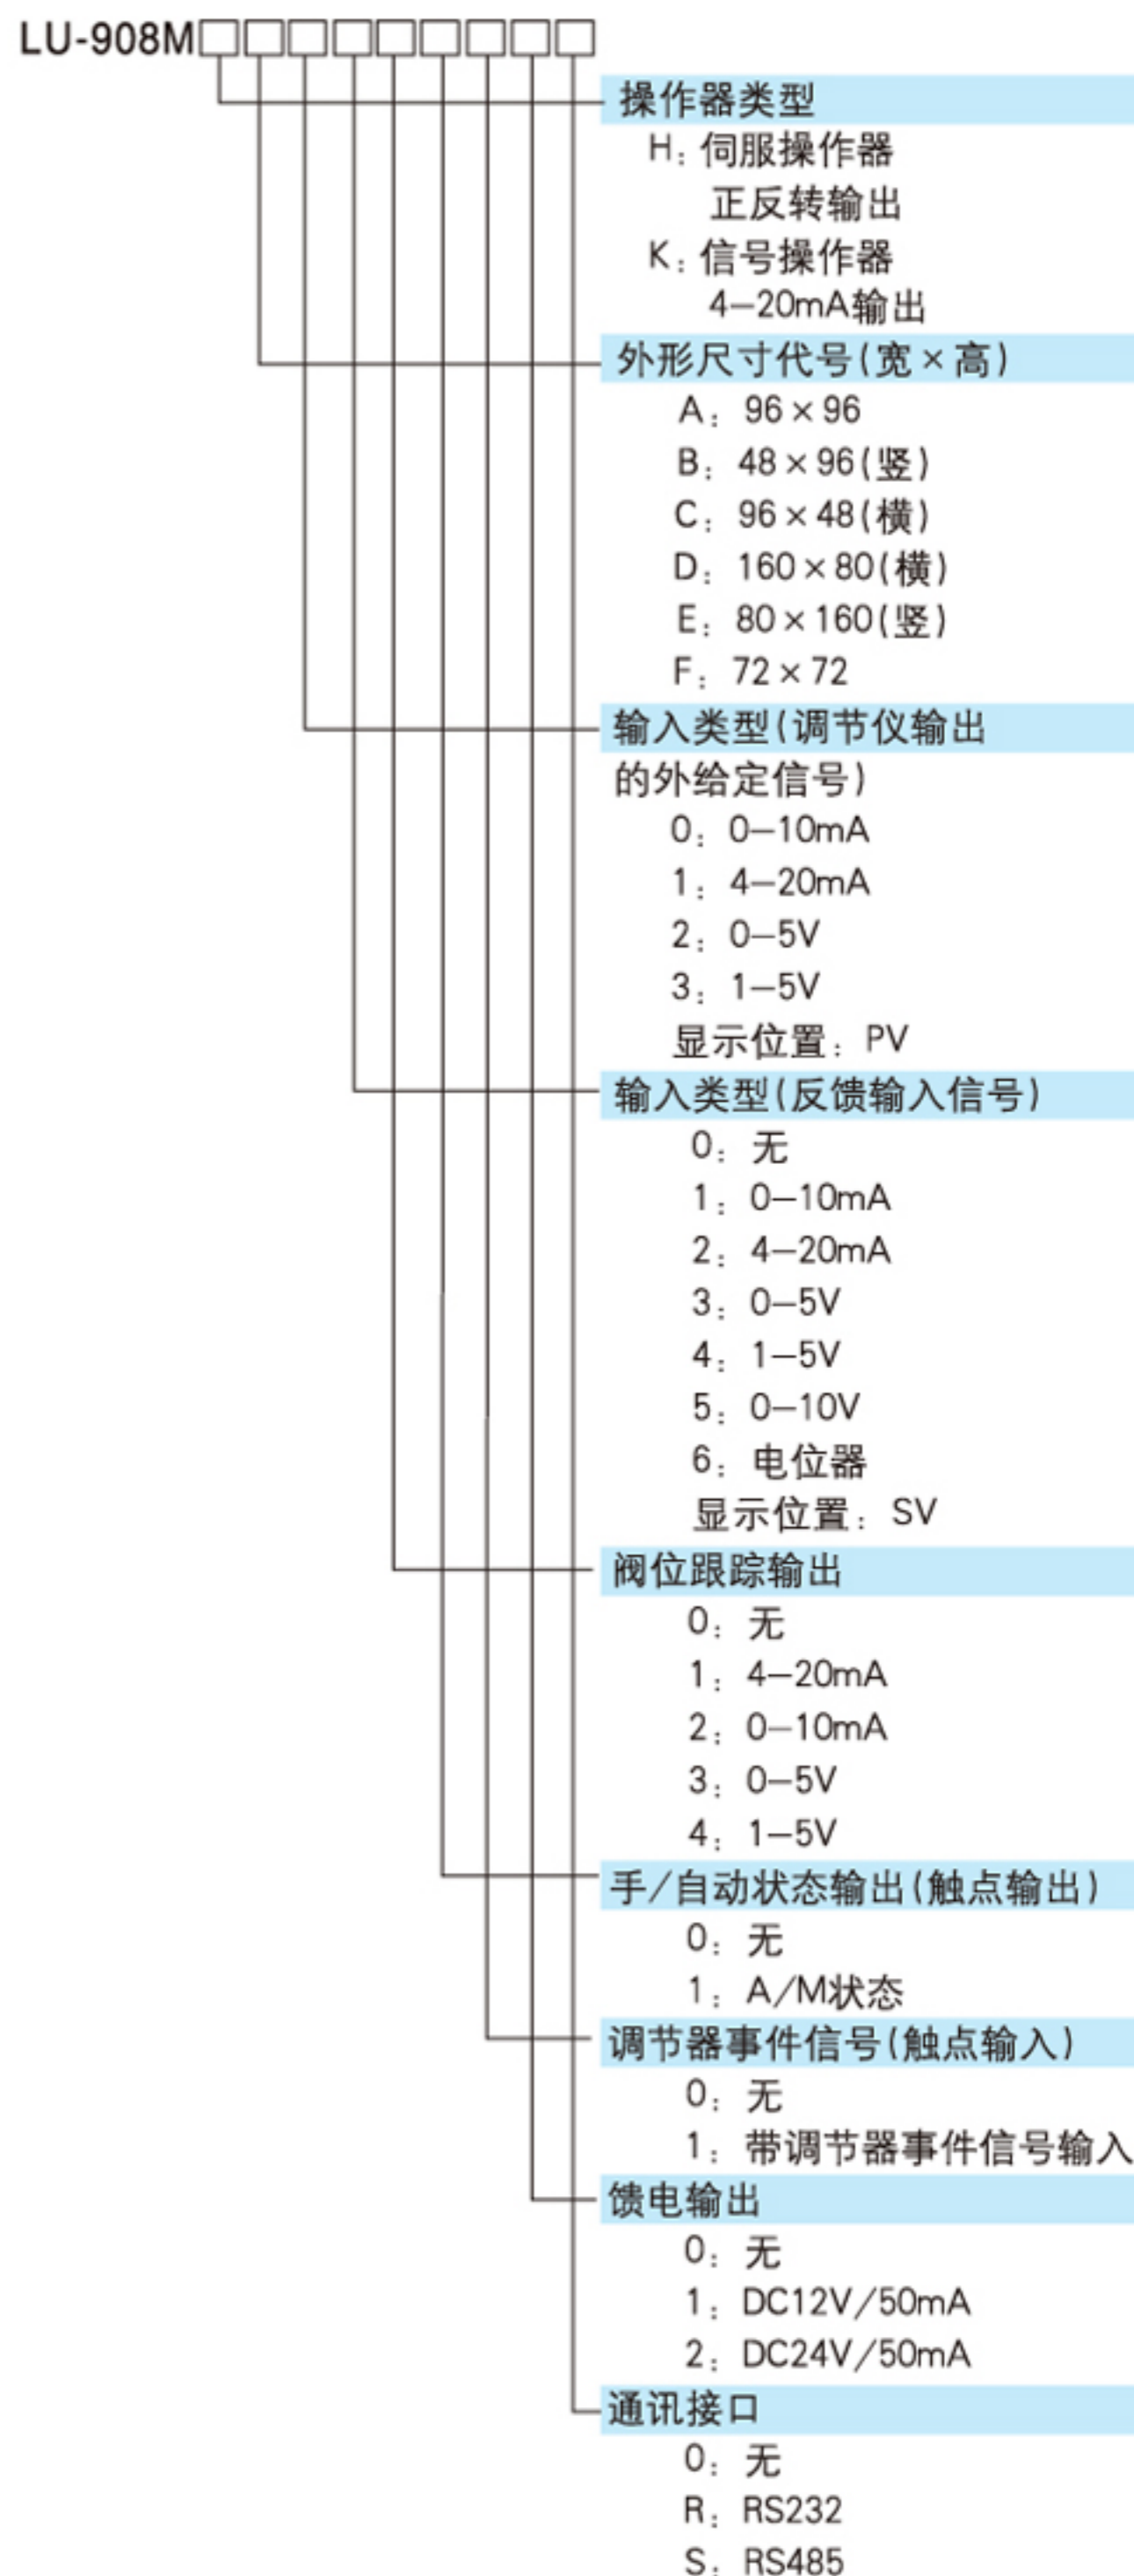 LU-908M□□□□□□□□□
操作器类型
H: 伺服操作器
正反转输出
K: 信号操作器
4-20mA输出
外形尺寸代号(宽×高)
A: 96×96
B: 48×96(竖)
C: 96×48(横)
D: 160×80(横)
E: 80×160(竖)
F: 72×72
输入类型(调节仪输出
的外给定信号)
0: 0-10mA
1: 4-20mA
2: 0-5V
3: 1-5V
显示位置: PV
输入类型(反馈输入信号)
0: 无
1: 0-10mA
2: 4-20mA
3: 0-5V
4: 1-5V
5: 0-10V
6: 电位器
显示位置: SV
阀位跟踪输出
0: 无
1: 4-20mA
2: 0-10mA
3: 0-5V
4: 1-5V
手/自动状态输出(触点输出)
0: 无
1: A/M状态
调节器事件信号(触点输入)
0: 无
1: 带调节器事件信号输入
馈电输出
0: 无
1: DC12V/50mA
2: DC24V/50mA
通讯接口
0: 无
R: RS232
S: RS485